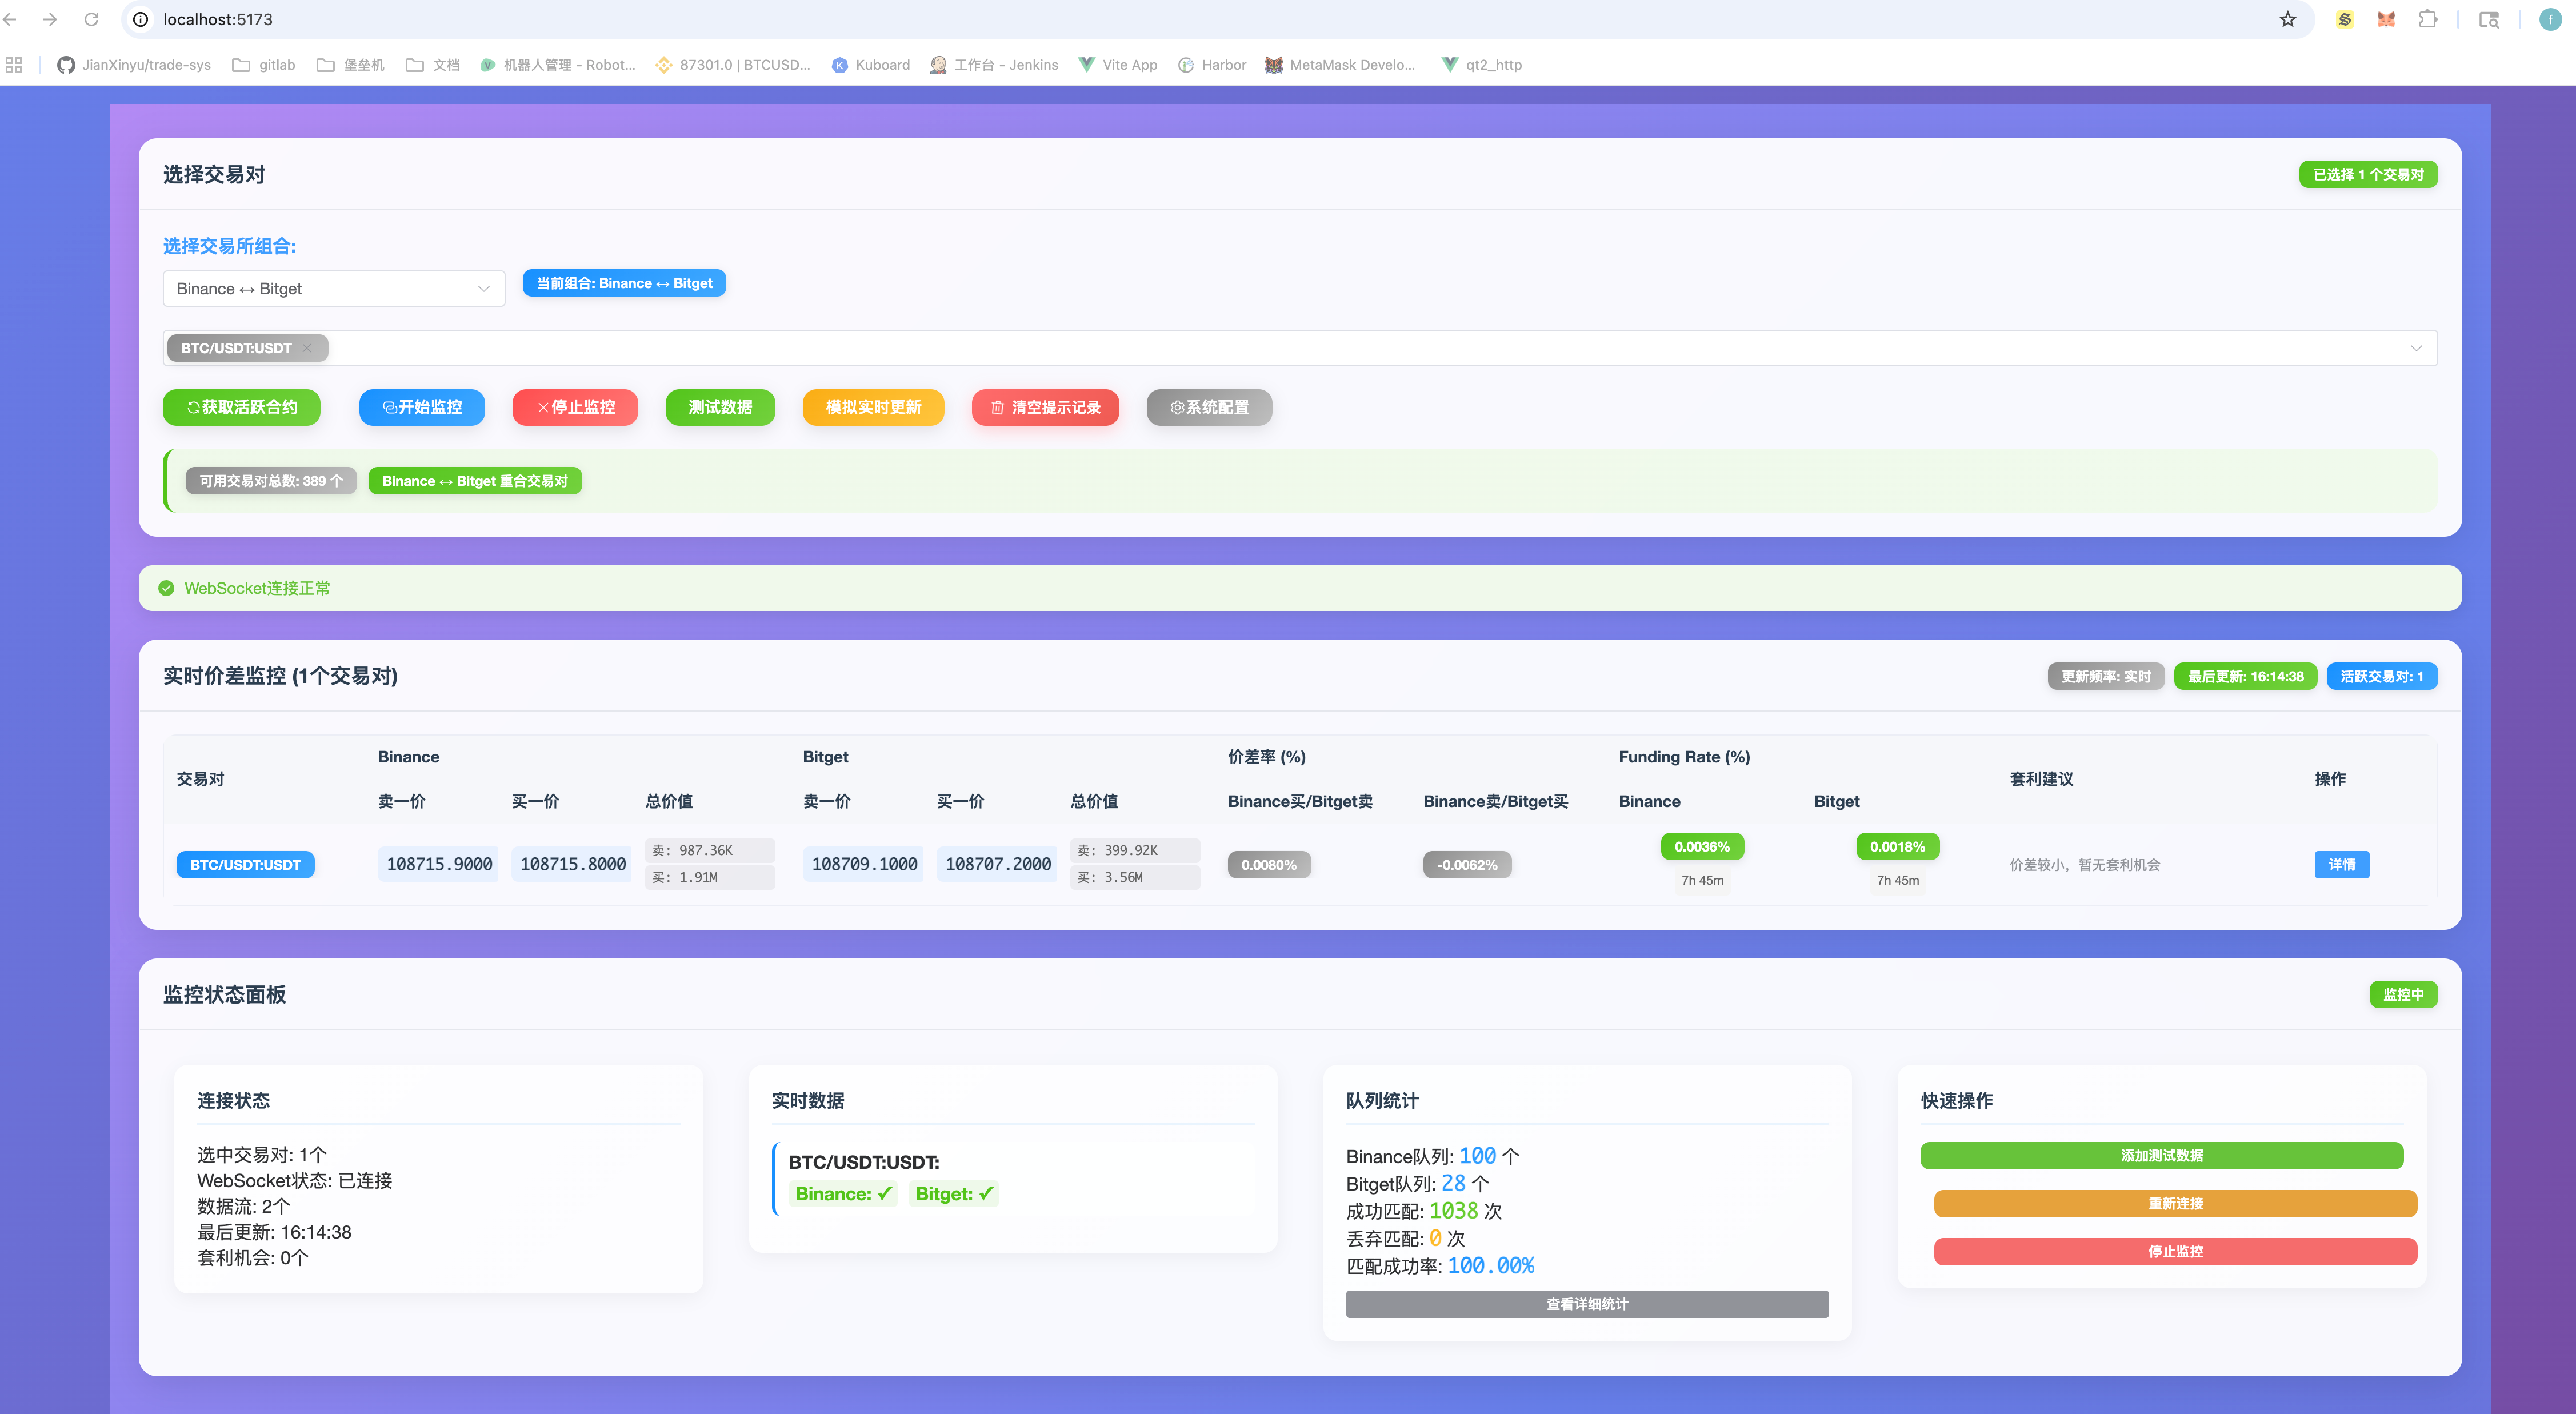 localhost:5173
JianXinyu/trade-sys gitlab 堡垒机 文档 机器人管理 - Robot... 87301.0 | BTCUSD... Kuboard 工作台 - Jenkins Vite App Harbor MetaMask Develo... qt2_http
选择交易对 已选择 1 个交易对
选择交易所组合:
Binance ↔ Bitget 当前组合: Binance ↔ Bitget
BTC/USDT:USDT
获取活跃合约 开始监控 停止监控 测试数据 模拟实时更新 清空提示记录 系统配置
可用交易对总数: 389 个 Binance ↔ Bitget 重合交易对
WebSocket连接正常
实时价差监控 (1个交易对) 更新频率: 实时 最后更新: 16:14:38 活跃交易对: 1
交易对 Binance Bitget 价差率 (%) Funding Rate (%) 套利建议 操作
卖一价 买一价 总价值 卖一价 买一价 总价值 Binance买/Bitget卖 Binance卖/Bitget买 Binance Bitget
BTC/USDT:USDT 108715.9000 108715.8000 卖: 987.36K 108709.1000 108707.2000 卖: 399.92K 0.0080% -0.0062% 0.0036% 0.0018% 价差较小，暂无套利机会 详情
买: 1.91M 买: 3.56M 7h 45m 7h 45m
监控状态面板 监控中
连接状态
选中交易对: 1个
WebSocket状态: 已连接
数据流: 2个
最后更新: 16:14:38
套利机会: 0个
实时数据
BTC/USDT:USDT:
Binance: ✓ Bitget: ✓
队列统计
Binance队列: 100 个
Bitget队列: 28 个
成功匹配: 1038 次
丢弃匹配: 0 次
匹配成功率: 100.00%
查看详细统计
快速操作
添加测试数据
重新连接
停止监控